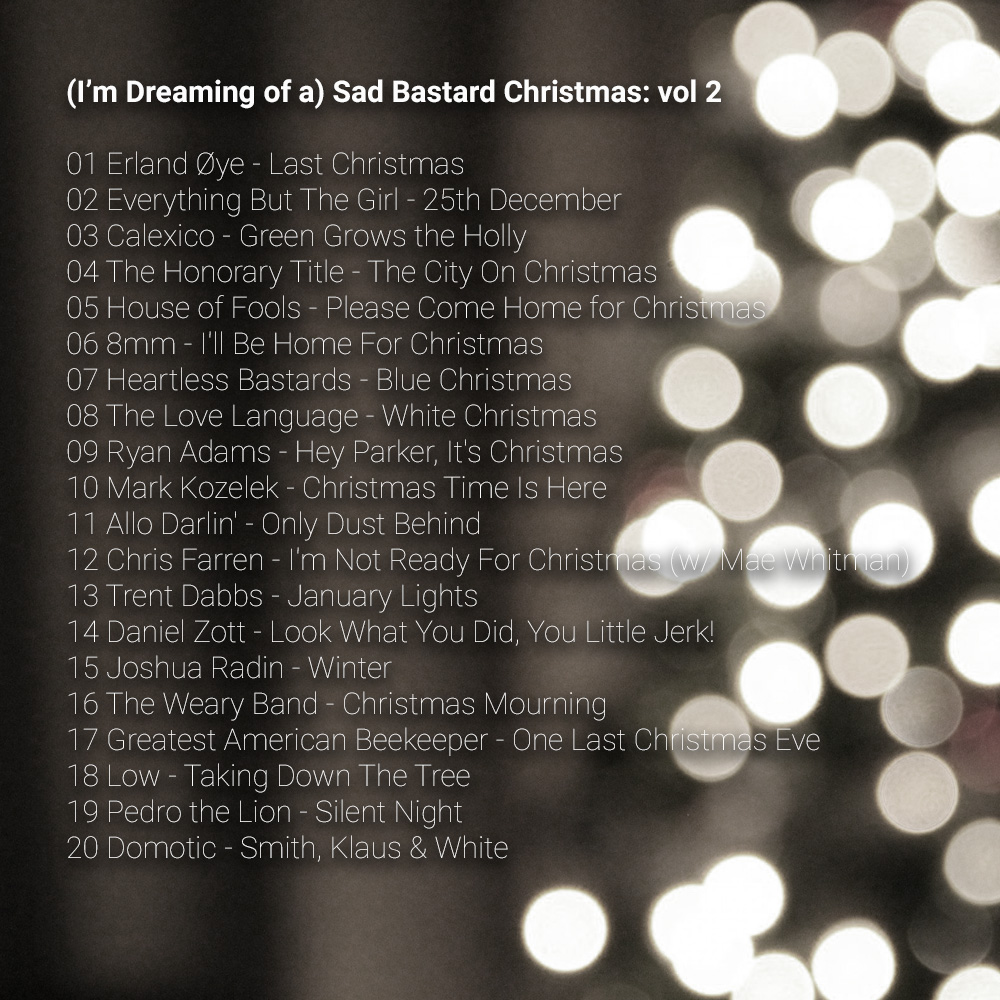 (I’m Dreaming of a) Sad Bastard Christmas: vol 2
01 Erland Øye - Last Christmas
02 Everything But The Girl - 25th December
03 Calexico - Green Grows the Holly
04 The Honorary Title - The City On Christmas
05 House of Fools - Please Come Home for Christmas
06 8mm - I'll Be Home For Christmas
07 Heartless Bastards - Blue Christmas
08 The Love Language - White Christmas
09 Ryan Adams - Hey Parker, It's Christmas
10 Mark Kozelek - Christmas Time Is Here
11 Allo Darlin' - Only Dust Behind
12 Chris Farren - I'm Not Ready For Christmas (w/ Mae Whitman)
13 Trent Dabbs - January Lights
14 Daniel Zott - Look What You Did, You Little Jerk!
15 Joshua Radin - Winter
16 The Weary Band - Christmas Mourning
17 Greatest American Beekeeper - One Last Christmas Eve
18 Low - Taking Down The Tree
19 Pedro the Lion - Silent Night
20 Domotic - Smith, Klaus & White